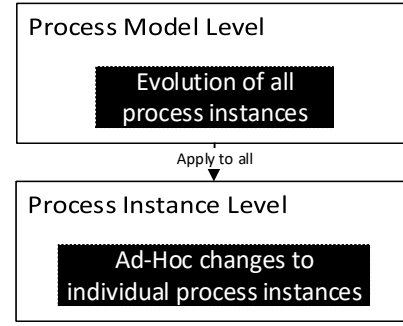 Process Model Level
Evolution of all
process instances
Apply to all
Process Instance Level
Ad-Hoc changes to
individual process instances